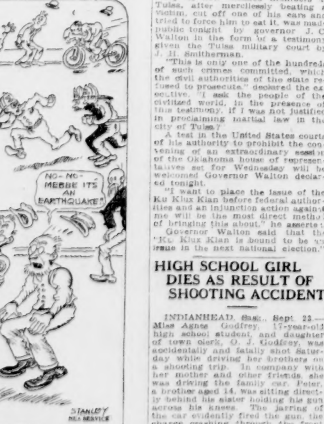 NO-NO-
MEBBE ITS
AN
EARTHQUAKE!
STANLEY
NEA SERVICE
Tulsa, after mercilessly beating a
victim, cut off one of his ears and
tried to force him to eat it, was made
public tonight by governor J. C.
Walton in the form of a testimony
given the Tulsa military court by
J. H. Smitherman.
"This is only one of the hundreds
of such crimes committed, which
the civil authorities of the state re-
fused to prosecute," declared the ex-
ecutive. "I ask the people of the
civilized world, in the presence of
this testimony, if I was not justified
in proclaiming martial law in the
city of Tulsa?
A test in the United States courts
of his authority to prohibit the con-
vening of an extraordinary session
of the Oklahoma house of represen-
tatives set for Wednesday will be
welcomed Governor Walton declar-
ed tonight.
"I want to place the issue of the
Ku Klux Klan before federal author-
ities and an injunction action against
me will be the most direct method
of bringing this about," he asserted.
Governor Walton said that the
"Ku Klux Klan is bound to be an
issue in the next national election."
HIGH SCHOOL GIRL
DIES AS RESULT OF
SHOOTING ACCIDENT
INDIANHEAD, Sask., Sept. 23.—
Miss Agnes Godfrey, 17-year-old
high school student, and daughter
of town clerk, O. J. Godfrey, was
accidentally and fatally shot Satur-
day while driving her brothers on
a shooting trip. In company with
her mother and other friends, she
was driving the family car. Peter,
a brother aged 14, was sitting direct-
ly behind his sister holding his gun
across his knees. The jarring of
the car evidently fired the gun, the
charge crashing through the front